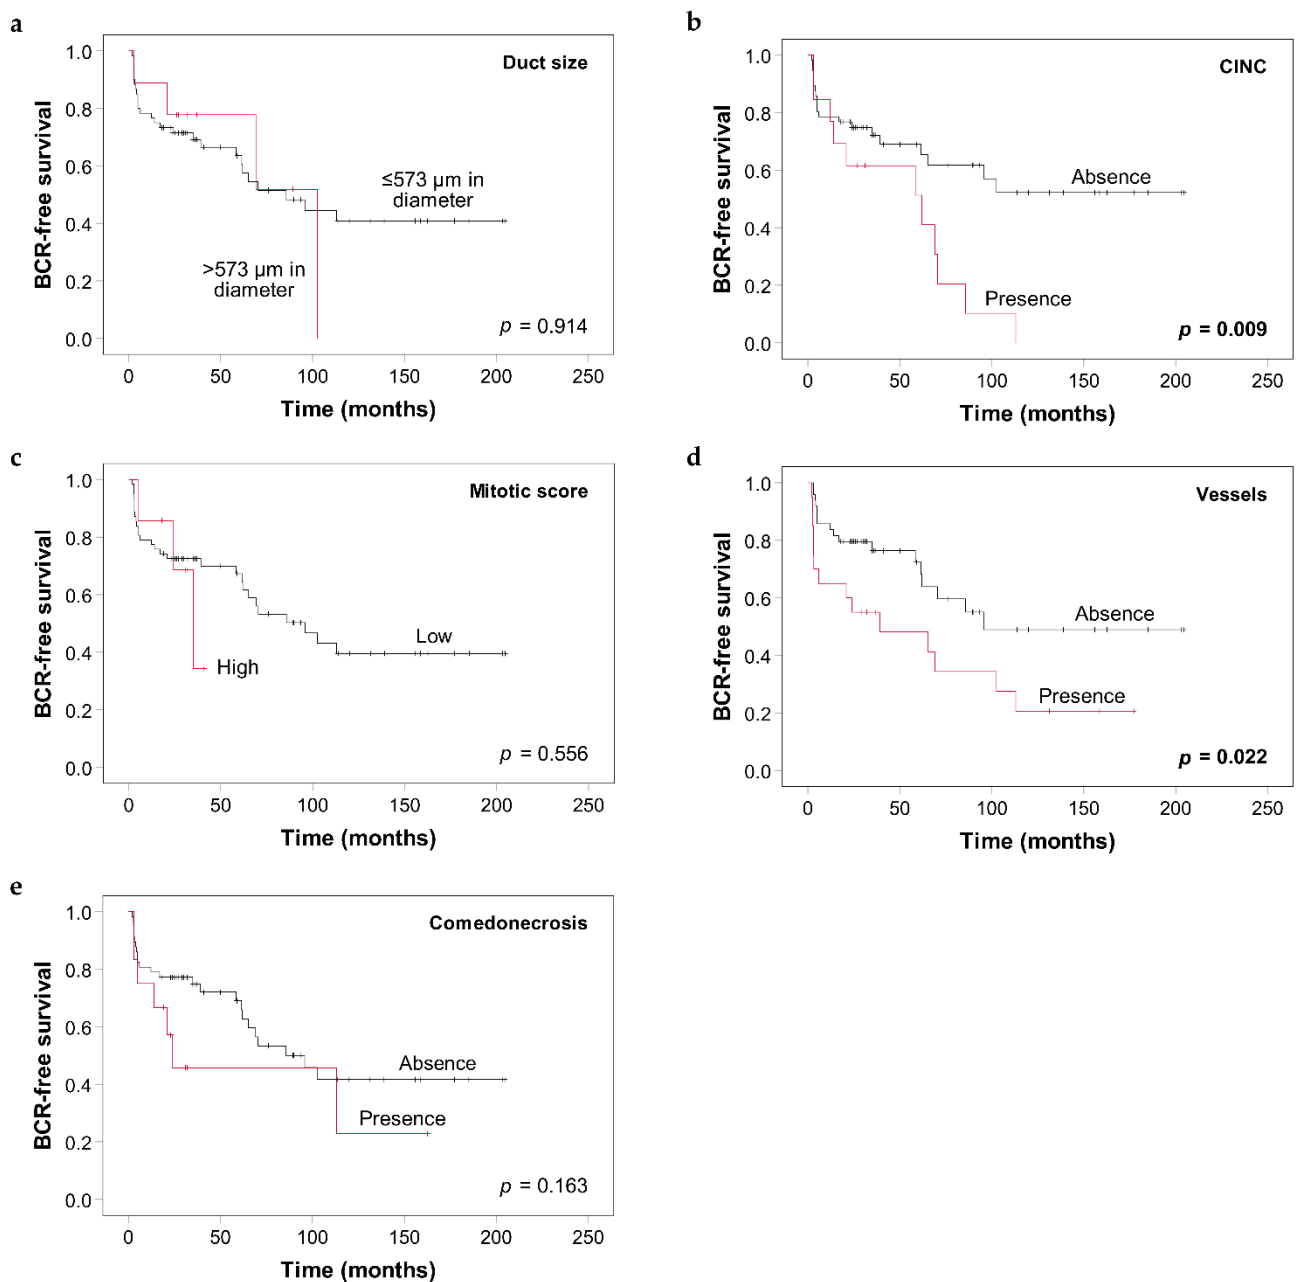 a
Duct size
BCR-free survival
1.0
0.8
0.6
0.4
0.2
0.0
≤573 µm in
diameter
>573 µm in
diameter
p = 0.914
0 50 100 150 200 250
Time (months)
b
CINC
BCR-free survival
1.0
0.8
0.6
0.4
0.2
0.0
Absence
Presence
p = 0.009
0 50 100 150 200 250
Time (months)
c
Mitotic score
BCR-free survival
1.0
0.8
0.6
0.4
0.2
0.0
Low
High
p = 0.556
0 50 100 150 200 250
Time (months)
d
Vessels
BCR-free survival
1.0
0.8
0.6
0.4
0.2
0.0
Absence
Presence
p = 0.022
0 50 100 150 200 250
Time (months)
e
Comedonecrosis
BCR-free survival
1.0
0.8
0.6
0.4
0.2
0.0
Absence
Presence
p = 0.163
0 50 100 150 200 250
Time (months)